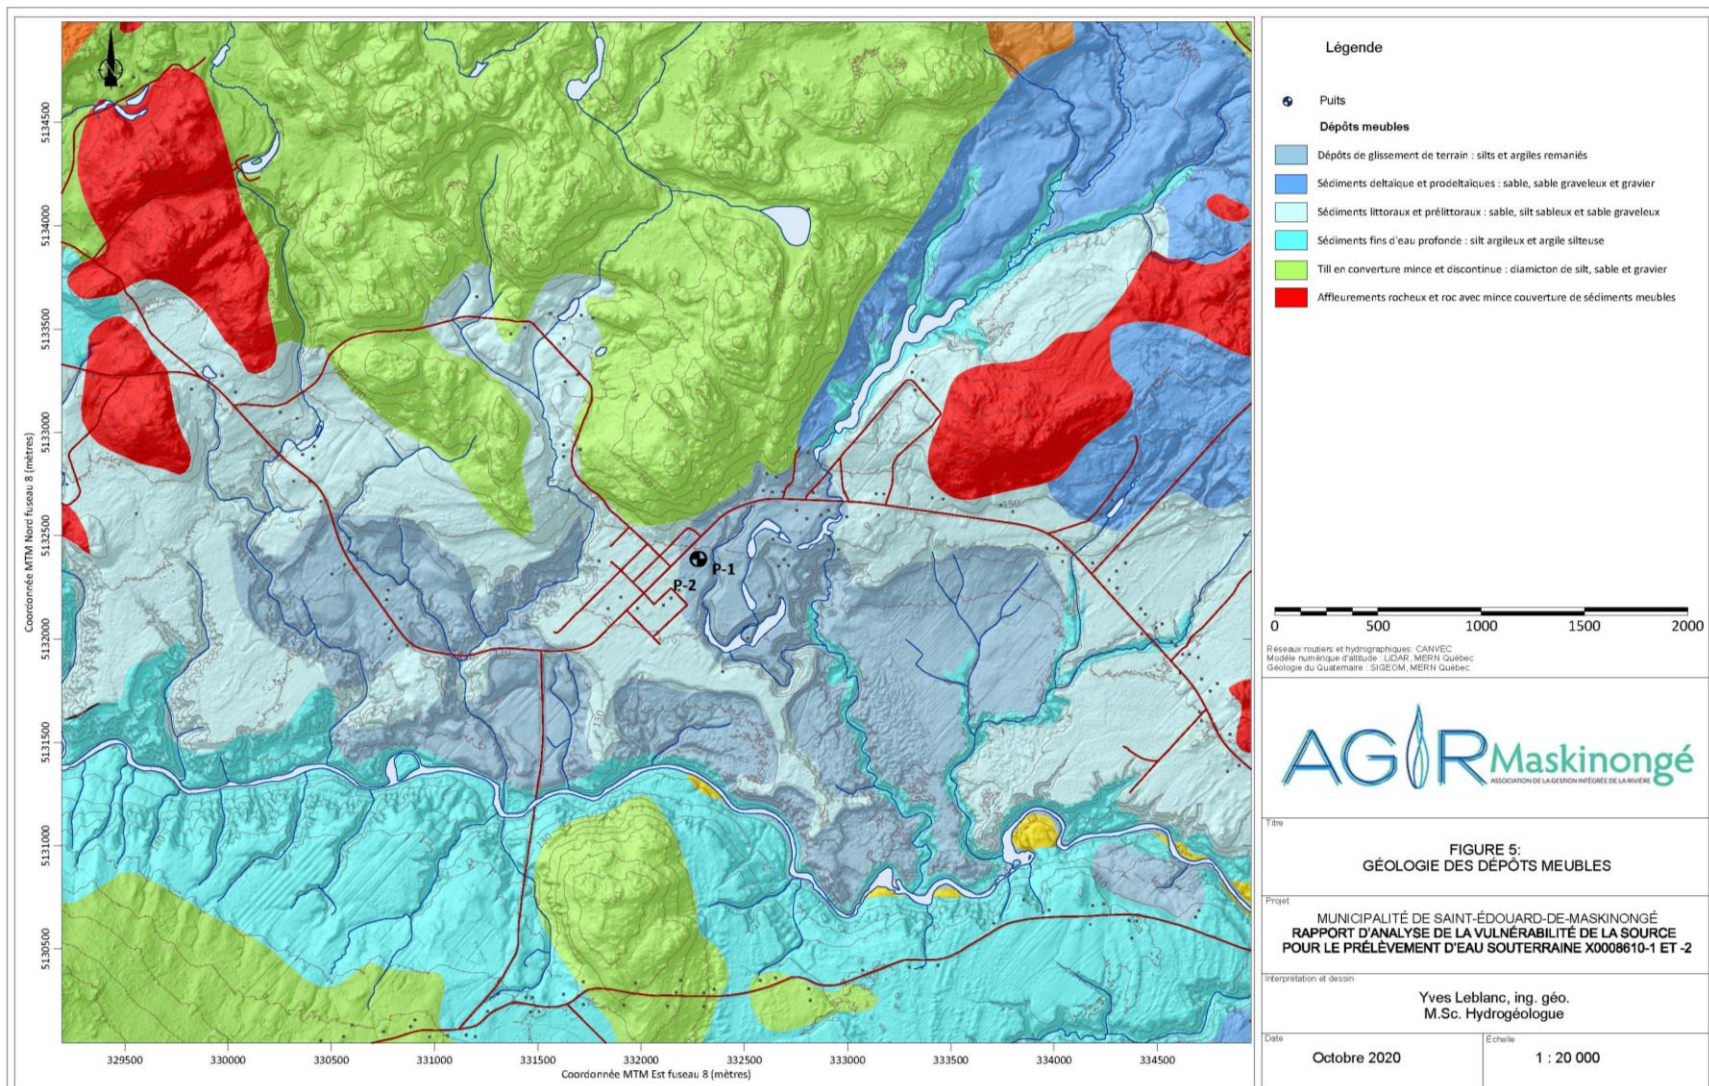 N
5134500
5134000
5133500
5133000
5132500
5132000
5131500
5131000
5130500
Coordonnée MTM Nord fuseau 8 (mètres)
P-1
P-2
150
130
329500
330000
330500
331000
331500
332000
332500
333000
333500
334000
334500
Coordonnée MTM Est fuseau 8 (mètres)
Légende
Puits
Dépôts meubles
Dépôts de glissement de terrain : silts et argiles remaniés
Sédiments deltaïque et prodeltaïques : sable, sable graveleux et gravier
Sédiments littoraux et prélittoraux : sable, silt sableux et sable graveleux
Sédiments fins d'eau profonde : silt argileux et argile silteuse
Till en converture mince et discontinue : diamicton de silt, sable et gravier
Affleurements rocheux et roc avec mince couverture de sédiments meubles
0 500 1000 1500 2000
Réseaux routiers et hydrographiques: CANVEC
Modèle numérique d'altitude : LiDAR, MERN Québec
Géologie du Quaternaire : SIGEOM, MERN Québec
AGIR Maskinongé
ASSOCIATION DE LA GESTION INTÉGRÉE DE LA RIVIÈRE
Titre
FIGURE 5:
GÉOLOGIE DES DÉPÔTS MEUBLES
Projet
MUNICIPALITÉ DE SAINT-ÉDOUARD-DE-MASKINONGÉ
RAPPORT D'ANALYSE DE LA VULNÉRABILITÉ DE LA SOURCE
POUR LE PRÉLÈVEMENT D'EAU SOUTERRAINE X0008610-1 ET -2
Interprétation et dessin
Yves Leblanc, ing. géo.
M.Sc. Hydrogéologue
Date
Octobre 2020
Echelle
1 : 20 000